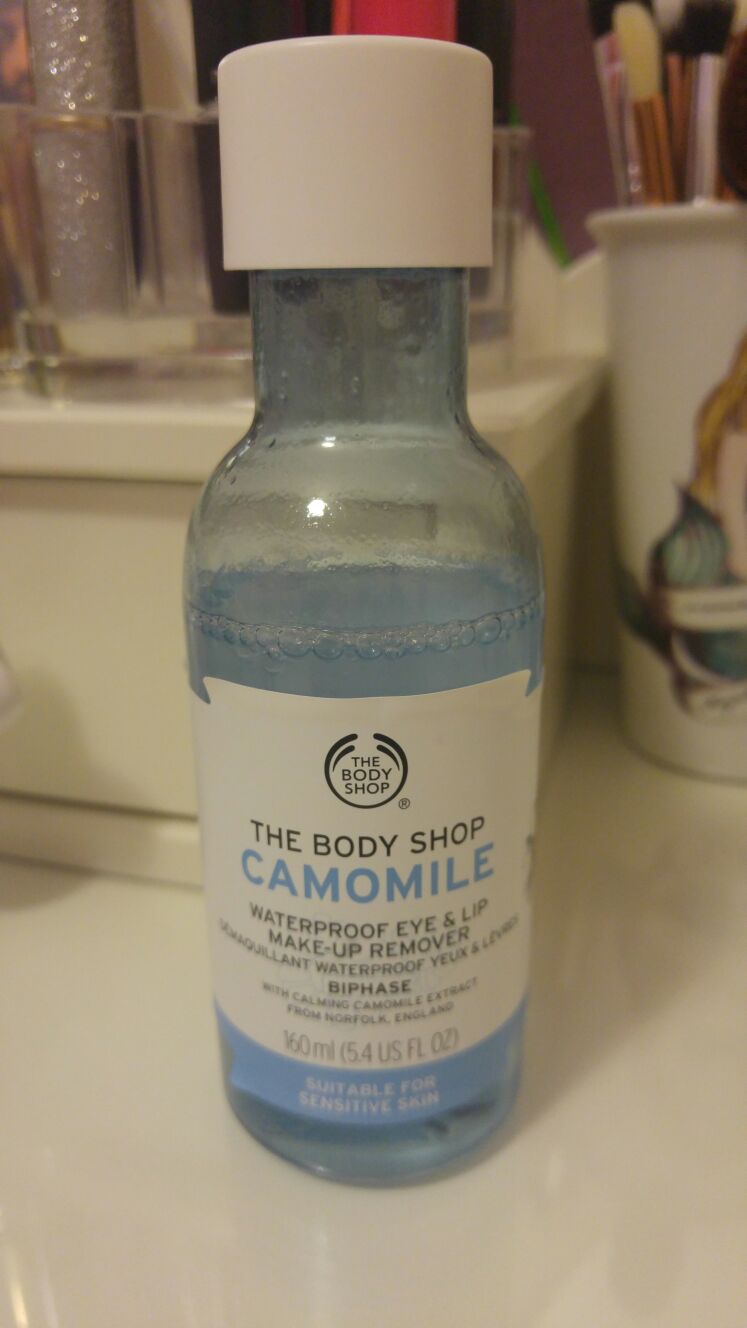 THE
BODY
SHOP
®
THE BODY SHOP
CAMOMILE
WATERPROOF EYE & LIP
MAKE-UP REMOVER
DÉMAQUILLANT WATERPROOF YEUX & LÈVRES
BIPHASE
WITH CALMING CAMOMILE EXTRACT
FROM NORFOLK, ENGLAND
160 ml (5.4 US FL OZ)
SUITABLE FOR
SENSITIVE SKIN